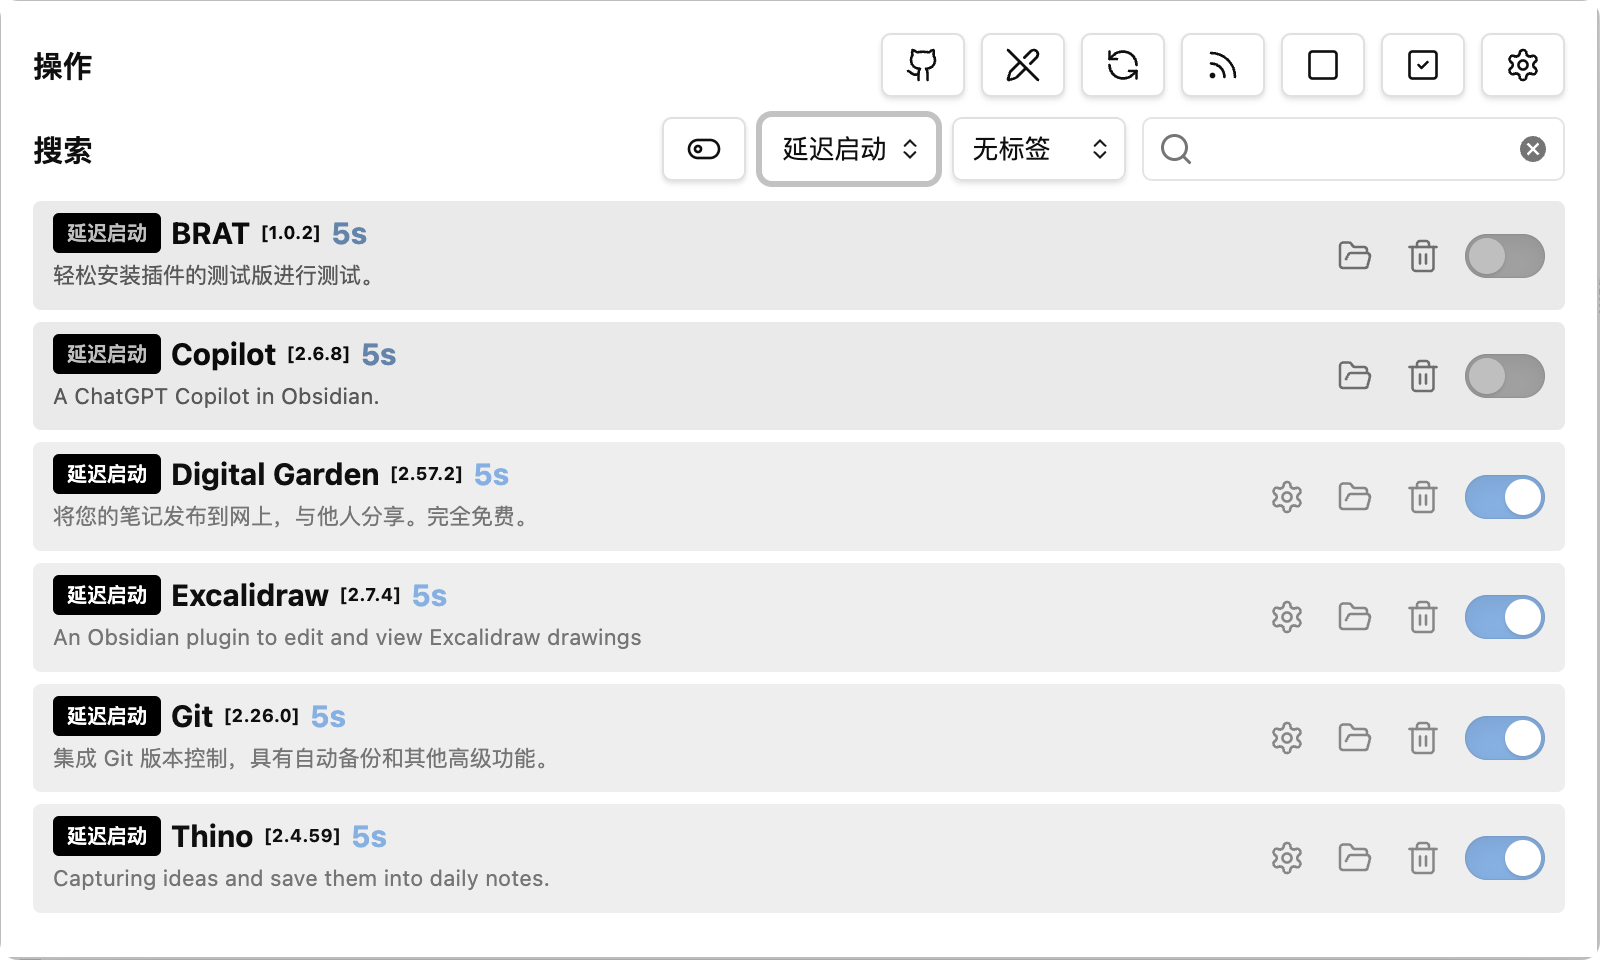 操作
搜索
延迟启动
无标签
延迟启动 BRAT [1.0.2] 5s
轻松安装插件的测试版进行测试。
延迟启动 Copilot [2.6.8] 5s
A ChatGPT Copilot in Obsidian.
延迟启动 Digital Garden [2.57.2] 5s
将您的笔记发布到网上，与他人分享。完全免费。
延迟启动 Excalidraw [2.7.4] 5s
An Obsidian plugin to edit and view Excalidraw drawings
延迟启动 Git [2.26.0] 5s
集成 Git 版本控制，具有自动备份和其他高级功能。
延迟启动 Thino [2.4.59] 5s
Capturing ideas and save them into daily notes.